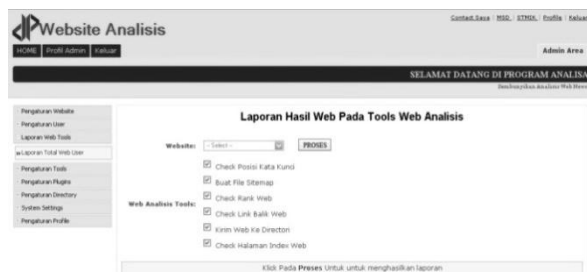 Contact Saya | MSD. | STMIK. | Profile | Keluar
Website Analisis
HOME Profil Admin Keluar
Admin Area
SELAMAT DATANG DI PROGRAM ANALISA
Analisis Web
Pengaturan Website
Pengaturan User
Laporan Web Tools
Laporan Total Web User
Pengaturan Tools
Pengaturan Plugins
Pengaturan Directory
System Settings
Pengaturan Profile
Laporan Hasil Web Pada Tools Web Analisis
Website: - Select - PROSES
Web Analysis Tools:
Check Posisi Kata Kunci
Buat File Sitemap
Check Rank Web
Check Link Balik Web
Kirim Web Ke Directori
Check Halaman Index Web
Klick Pada Proses Untuk untuk menghasilkan laporan